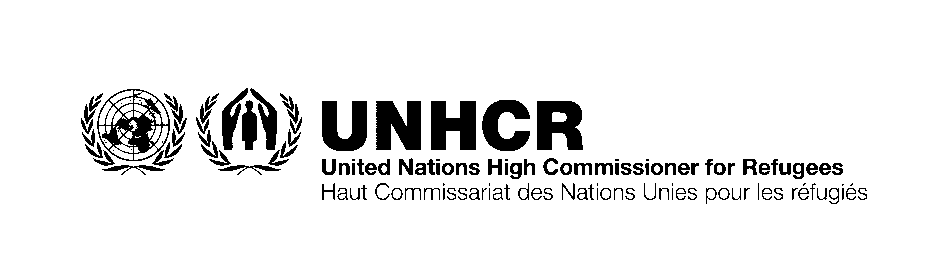 UNHCR
United Nations High Commissioner for Refugees
Haut Commissariat des Nations Unies pour les réfugiés